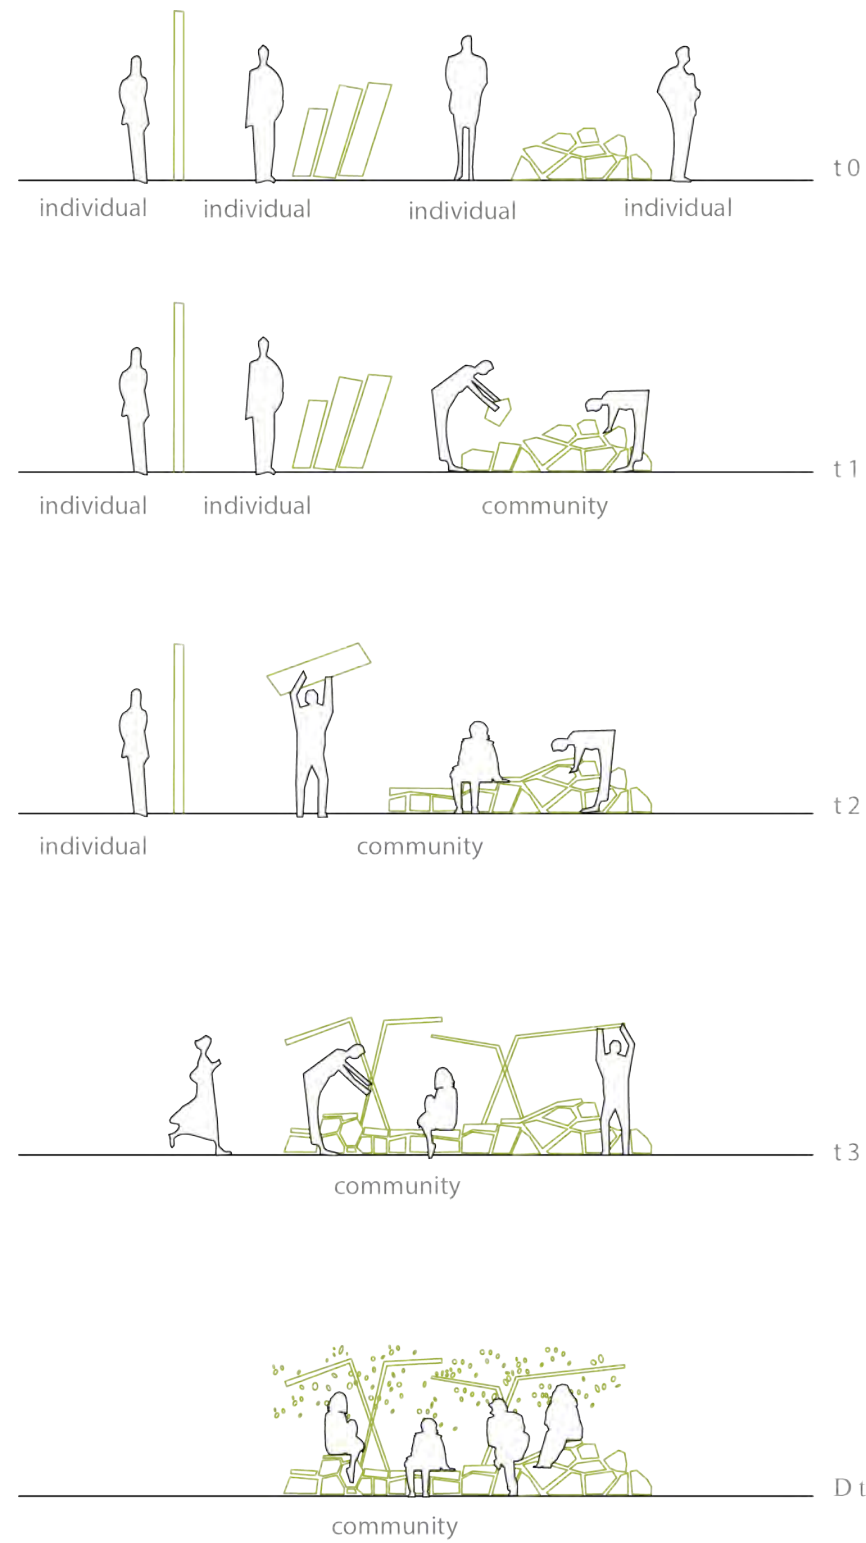 t 0
individual individual individual individual
t 1
individual individual community
t 2
individual community
t 3
community
D t
community